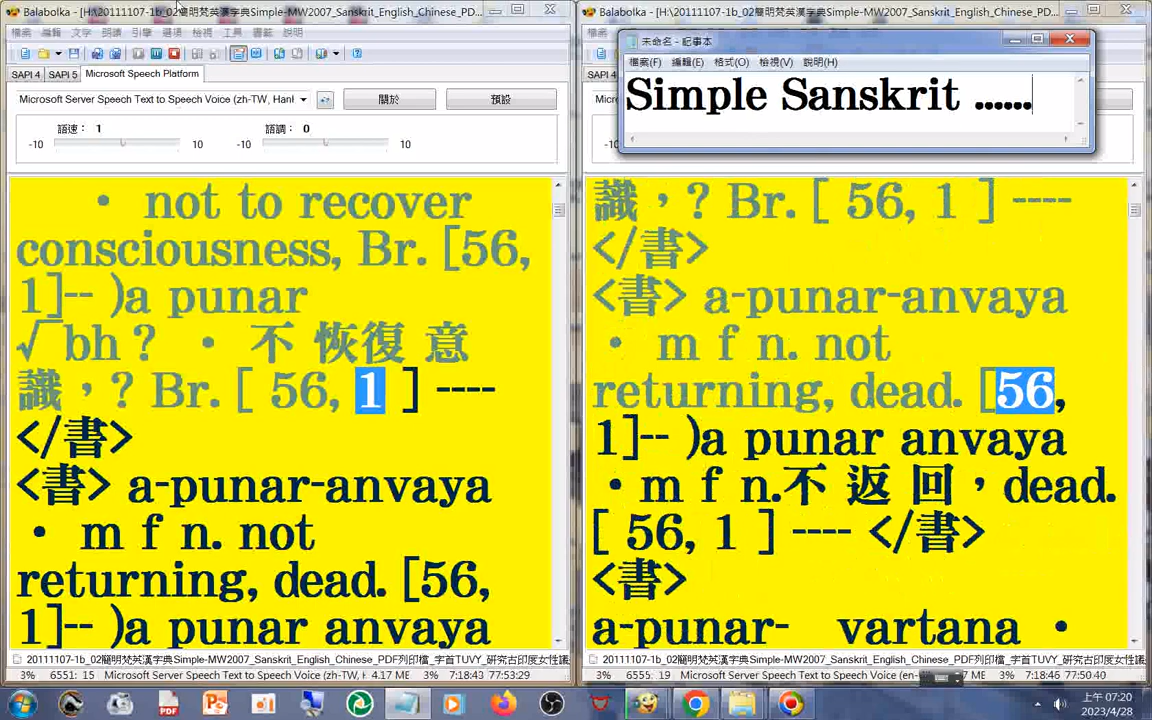 Balabolka - [H:\20111107-1b_02簡明梵英漢字典Simple-MW2007_Sanskrit_English_Chinese_PD...
檔案 編輯 文字 朗讀 引擎 選項 檢視 工具 書籤 說明
SAPI 4 SAPI 5 Microsoft Speech Platform
Microsoft Server Speech Text to Speech Voice (zh-TW, Hanl
關於
預設
語速： 1
語調： 0
-10 10 -10 10
• not to recover
consciousness, Br. [56,
1]-- )a punar
√bh？ • 不 恢復 意
識，? Br. [ 56, 1 ] ----
</書>
<書> a-punar-anvaya
• m f n. not
returning, dead. [56,
1]-- )a punar anvaya
20111107-1b_02簡明梵英漢字典Simple-MW2007_Sanskrit_English_Chinese_PDF列印檔_字首TUVY_研究古印度女性議
3% 6551: 15 Microsoft Server Speech Text to Speech Voice (zh-TW, H 4.17 ME 3% 7:18:43 77:53:29
Balabolka - [H:\20111107-1b_02簡明梵英漢字典Simple-MW2007_Sanskrit_English_Chinese_PD...
檔案
SAPI 4
Micr
-10
未命名 - 記事本
檔案(F) 編輯(E) 格式(O) 檢視(V) 說明(H)
Simple Sanskrit ......
識，? Br. [ 56, 1 ] ----
</書>
<書> a-punar-anvaya
• m f n. not
returning, dead. [56,
1]-- )a punar anvaya
• m f n.不 返 回，dead.
[ 56, 1 ] ---- </書>
<書>
a-punar- vartana •
20111107-1b_02簡明梵英漢字典Simple-MW2007_Sanskrit_English_Chinese_PDF列印檔_字首TUVY_研究古印度女性議
3% 6555: 19 Microsoft Server Speech Text to Speech Voice (en- 4.17 ME 3% 7:18:46 77:50:40
上午 07:20
2023/4/28